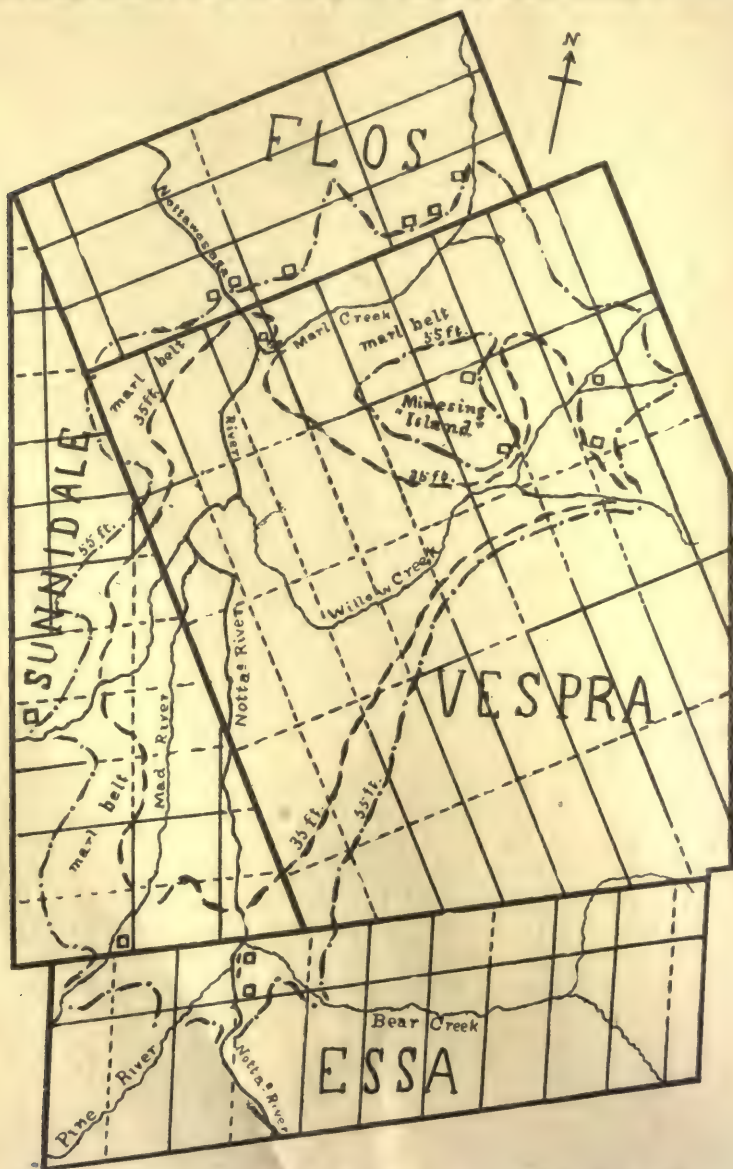 N
FLOS
Nottawasaga
River
Marl Creek
marl belt
55 ft.
marl belt
35 ft.
Minesing
"Island"
35 ft.
SUNNIDALE
55 ft.
Willow Creek
VESPRA
Notta? River
Mad River
marl belt
35 ft.
55 ft.
Bear Creek
Pine River
Notta? River
ESSA